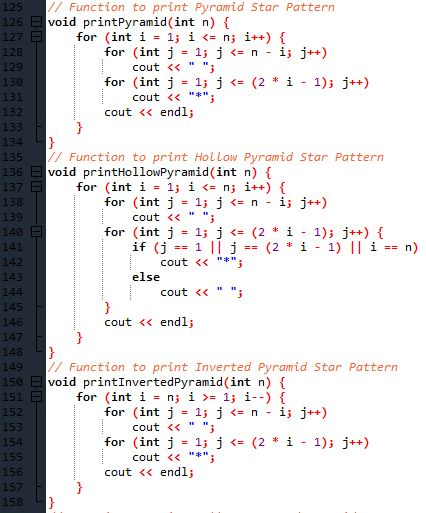 125 // Function to print Pyramid Star Pattern
126 void printPyramid(int n) {
127     for (int i = 1; i <= n; i++) {
128         for (int j = 1; j <= n - i; j++)
129             cout << " ";
130         for (int j = 1; j <= (2 * i - 1); j++)
131             cout << "*";
132         cout << endl;
133     }
134 }
135 // Function to print Hollow Pyramid Star Pattern
136 void printHollowPyramid(int n) {
137     for (int i = 1; i <= n; i++) {
138         for (int j = 1; j <= n - i; j++)
139             cout << " ";
140         for (int j = 1; j <= (2 * i - 1); j++) {
141             if (j == 1 || j == (2 * i - 1) || i == n)
142                 cout << "*";
143             else
144                 cout << " ";
145         }
146         cout << endl;
147     }
148 }
149 // Function to print Inverted Pyramid Star Pattern
150 void printInvertedPyramid(int n) {
151     for (int i = n; i >= 1; i--) {
152         for (int j = 1; j <= n - i; j++)
153             cout << " ";
154         for (int j = 1; j <= (2 * i - 1); j++)
155             cout << "*";
156         cout << endl;
157     }
158 }